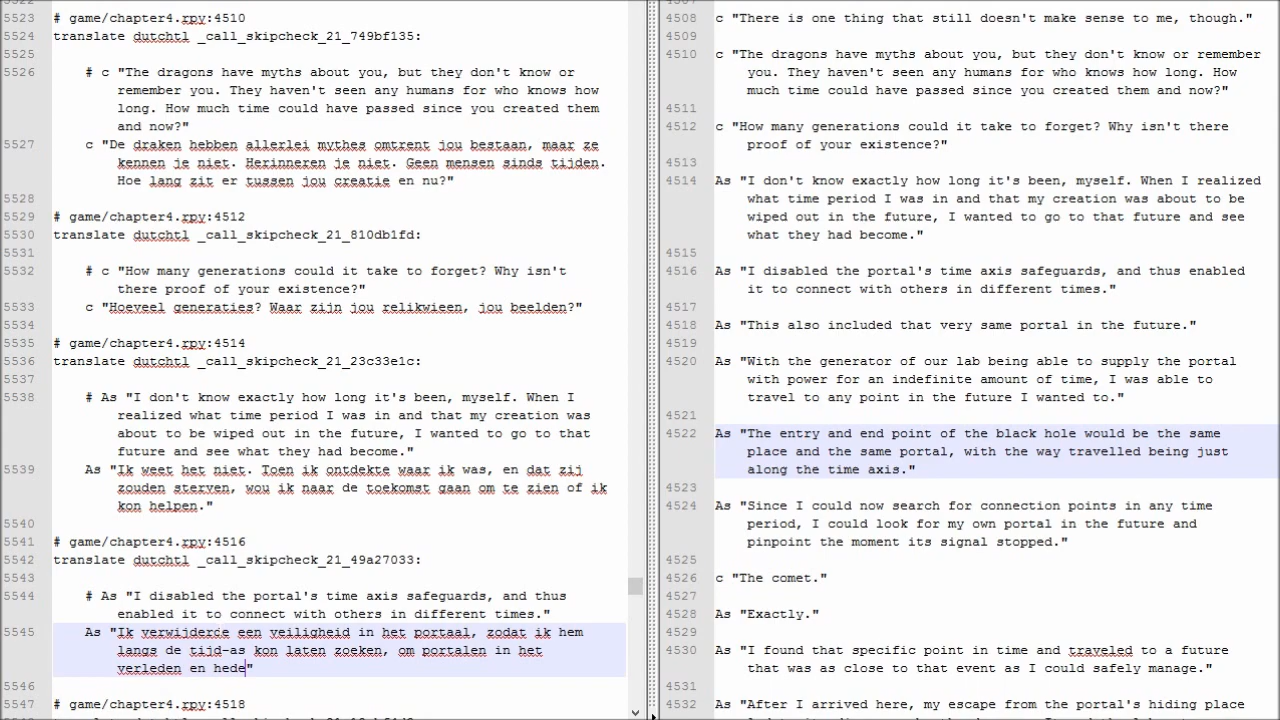 5523 # game/chapter4.rpy:4510
5524 translate dutchtl _call_skipcheck_21_749bf135:
5525
5526 # c "The dragons have myths about you, but they don't know or
remember you. They haven't seen any humans for who knows how
long. How much time could have passed since you created them
and now?"
5527 c "De draken hebben allerlei mythes omtrent jou bestaan, maar ze
kennen je niet. Herinneren je niet. Geen mensen sinds tijden.
Hoe lang zit er tussen jou creatie en nu?"
5528
5529 # game/chapter4.rpy:4512
5530 translate dutchtl _call_skipcheck_21_810db1fd:
5531
5532 # c "How many generations could it take to forget? Why isn't
there proof of your existence?"
5533 c "Hoeveel generaties? Waar zijn jou relikwieen, jou beelden?"
5534
5535 # game/chapter4.rpy:4514
5536 translate dutchtl _call_skipcheck_21_23c33e1c:
5537
5538 # As "I don't know exactly how long it's been, myself. When I
realized what time period I was in and that my creation was
about to be wiped out in the future, I wanted to go to that
future and see what they had become."
5539 As "Ik weet het niet. Toen ik ontdekte waar ik was, en dat zij
zouden sterven, wou ik naar de toekomst gaan om te zien of ik
kon helpen."
5540
5541 # game/chapter4.rpy:4516
5542 translate dutchtl _call_skipcheck_21_49a27033:
5543
5544 # As "I disabled the portal's time axis safeguards, and thus
enabled it to connect with others in different times."
5545 As "Ik verwijderde een veiligheid in het portaal, zodat ik hem
langs de tijd-as kon laten zoeken, om portalen in het
verleden en hede"
5546
5547 # game/chapter4.rpy:4518
4508 c "There is one thing that still doesn't make sense to me, though."
4509
4510 c "The dragons have myths about you, but they don't know or remember
you. They haven't seen any humans for who knows how long. How
much time could have passed since you created them and now?"
4511
4512 c "How many generations could it take to forget? Why isn't there
proof of your existence?"
4513
4514 As "I don't know exactly how long it's been, myself. When I realized
what time period I was in and that my creation was about to be
wiped out in the future, I wanted to go to that future and see
what they had become."
4515
4516 As "I disabled the portal's time axis safeguards, and thus enabled
it to connect with others in different times."
4517
4518 As "This also included that very same portal in the future."
4519
4520 As "With the generator of our lab being able to supply the portal
with power for an indefinite amount of time, I was able to
travel to any point in the future I wanted to."
4521
4522 As "The entry and end point of the black hole would be the same
place and the same portal, with the way travelled being just
along the time axis."
4523
4524 As "Since I could now search for connection points in any time
period, I could look for my own portal in the future and
pinpoint the moment its signal stopped."
4525
4526 c "The comet."
4527
4528 As "Exactly."
4529
4530 As "I found that specific point in time and traveled to a future
that was as close to that event as I could safely manage."
4531
4532 As "After I arrived here, my escape from the portal's hiding place